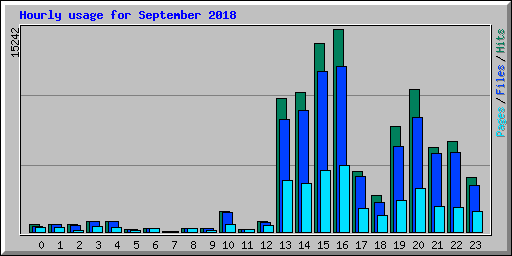 Hourly usage for September 2018
15242
Pages/Files/Hits
0 1 2 3 4 5 6 7 8 9 10 11 12 13 14 15 16 17 18 19 20 21 22 23